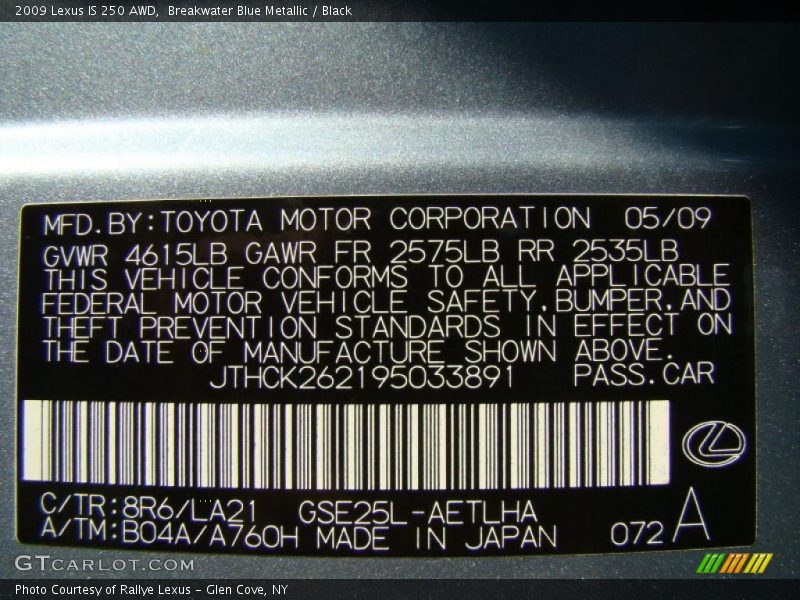 2009 Lexus IS 250 AWD,  Breakwater Blue Metallic / Black
MFD.BY:TOYOTA MOTOR CORPORATION 05/09
GVWR 4615LB GAWR FR 2575LB RR 2535LB
THIS VEHICLE CONFORMS TO ALL APPLICABLE
FEDERAL MOTOR VEHICLE SAFETY,BUMPER,AND
THEFT PREVENTION STANDARDS IN EFFECT ON
THE DATE OF MANUFACTURE SHOWN ABOVE.
JTHCK262195033891 PASS.CAR
C/TR:8R6/LA21 GSE25L-AETLHA
A/TM:B04A/A760H MADE IN JAPAN 072 A
GTCARLOT.COM
Photo Courtesy of Rallye Lexus - Glen Cove, NY